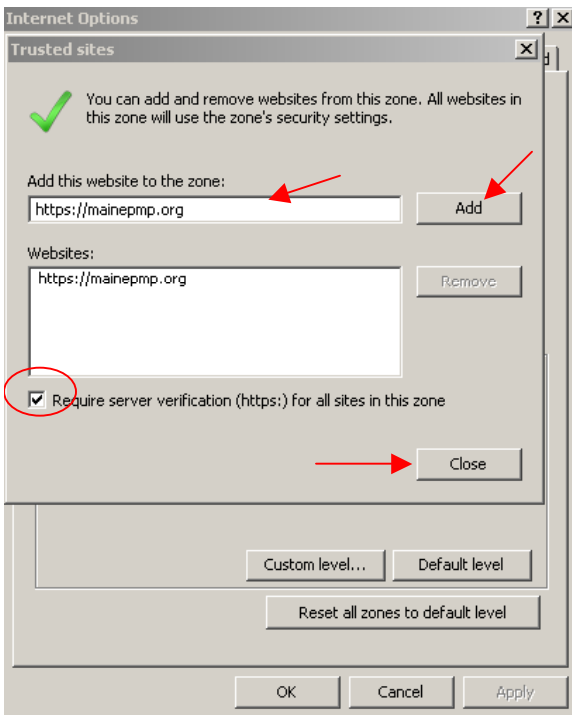 Internet Options
Trusted sites
You can add and remove websites from this zone. All websites in
this zone will use the zone's security settings.
Add this website to the zone:
https://mainepmp.org
Add
Websites:
https://mainepmp.org
Remove
Require server verification (https:) for all sites in this zone
Close
Custom level...
Default level
Reset all zones to default level
OK
Cancel
Apply